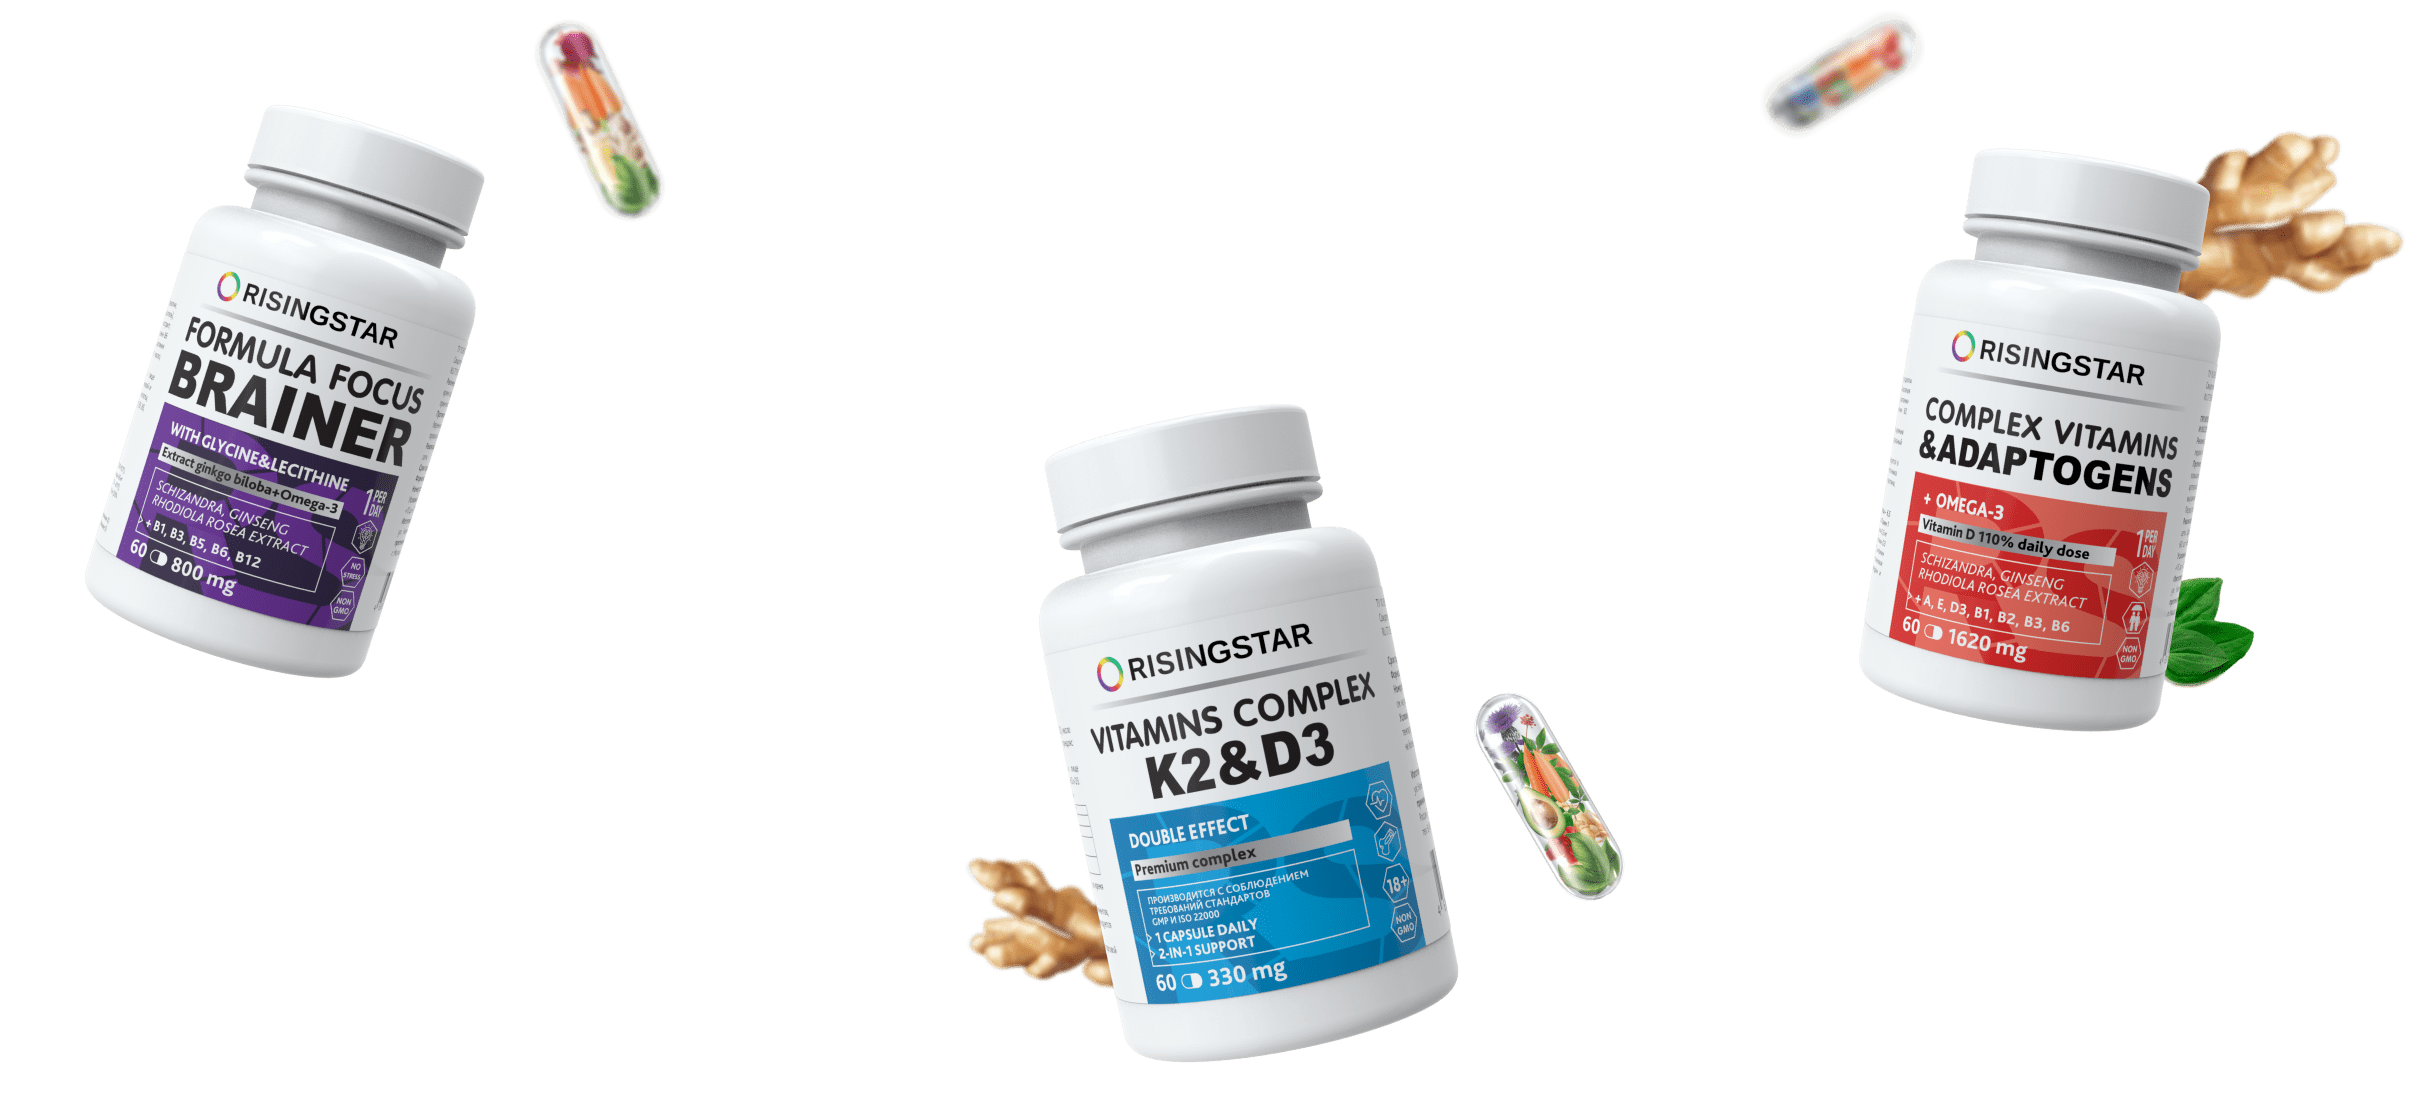 RISINGSTAR
FORMULA FOCUS
BRAINER
WITH GLYCINE&LECITHINE
Extract ginkgo biloba+Omega-3
SCHIZANDRA, GINSENG
RHODIOLA ROSEA EXTRACT
+ B1, B3, B5, B6, B12
60 800 mg
1 PER DAY
NO STRESS
NON GMO
RISINGSTAR
VITAMINS COMPLEX
K2&D3
DOUBLE EFFECT
Premium complex
ПРОИЗВОДИТСЯ С СОБЛЮДЕНИЕМ
ТРЕБОВАНИЙ СТАНДАРТОВ
GMP И ISO 22000
1 CAPSULE DAILY
2-IN-1 SUPPORT
60 330 mg
18+
NON
GMO
RISINGSTAR
COMPLEX VITAMINS
&ADAPTOGENS
+ OMEGA-3
Vitamin D 110% daily dose
SCHIZANDRA, GINSENG
RHODIOLA ROSEA EXTRACT
+ A, E, D3, B1, B2, B3, B6
60 1620 mg
1 PER DAY
NON
GMO